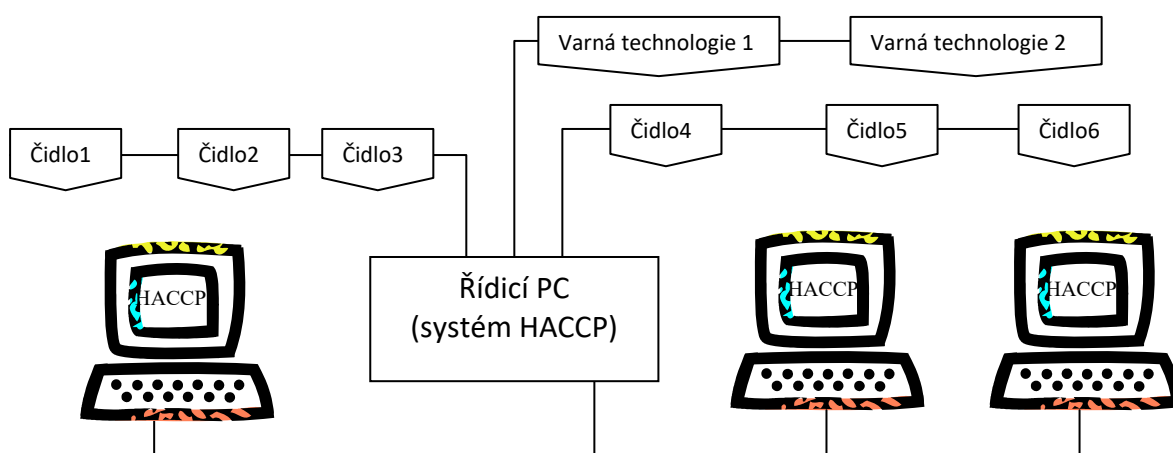 Varná technologie 1
Varná technologie 2
Čidlo1
Čidlo2
Čidlo3
Čidlo4
Čidlo5
Čidlo6
HACCP
Řídicí PC
(systém HACCP)
HACCP
HACCP